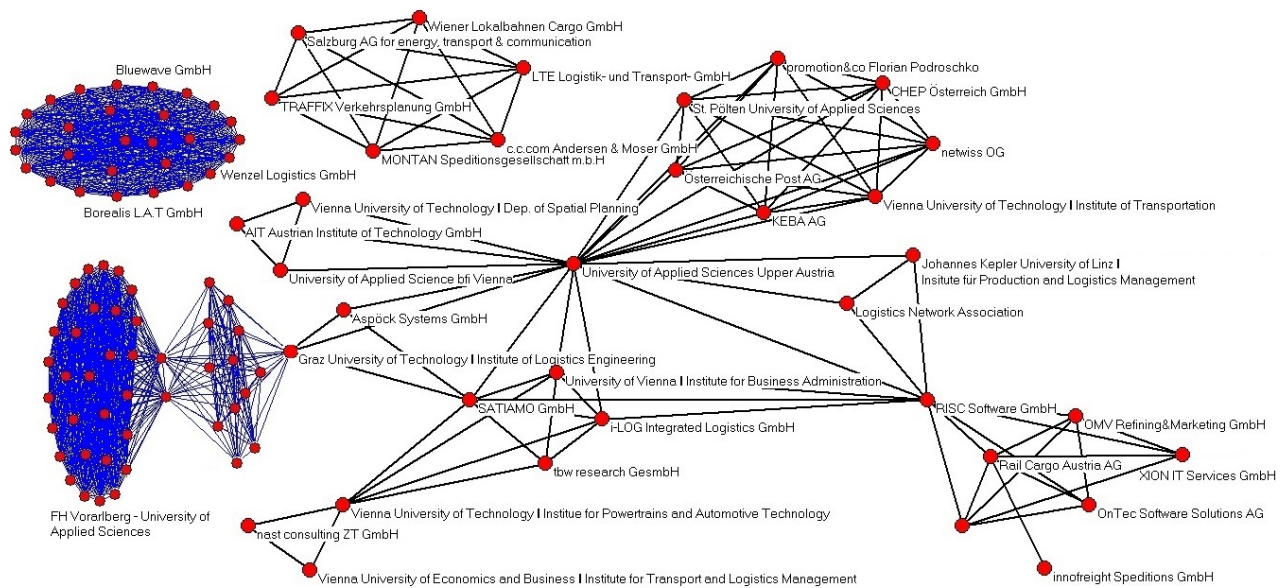 Wiener Lokalbahnen Cargo GmbH
Salzburg AG for energy, transport & communication
Bluewave GmbH
promotion&co Florian Podroschko
LTE Logistik- und Transport- GmbH
CHEP Österreich GmbH
TRAFFIX Verkehrsplanung GmbH
St. Pölten University of Applied Sciences
c.c.com Andersen & Moser GmbH
netwiss OG
MONTAN Speditionsgesellschaft m.b.H
Wenzel Logistics GmbH
Österreichische Post AG
Borealis L.A.T GmbH
Vienna University of Technology I Dep. of Spatial Planning
Vienna University of Technology I Institute of Transportation
KEBA AG
AIT Austrian Institute of Technology GmbH
University of Applied Science bfi Vienna
University of Applied Sciences Upper Austria
Johannes Kepler University of Linz I
Insitute für Production and Logistics Management
Logistics Network Association
Aspöck Systems GmbH
Graz University of Technology I Institute of Logistics Engineering
University of Vienna I Institute for Business Administration
SATIAMO GmbH
RISC Software GmbH
i-LOG Integrated Logistics GmbH
OMV Refining&Marketing GmbH
Rail Cargo Austria AG
tbw research GesmbH
XION IT Services GmbH
Vienna University of Technology I Institue for Powertrains and Automotive Technology
OnTec Software Solutions AG
FH Vorarlberg - University of
Applied Sciences
nast consulting ZT GmbH
innofreight Speditions GmbH
Vienna University of Economics and Business I Institute for Transport and Logistics Management